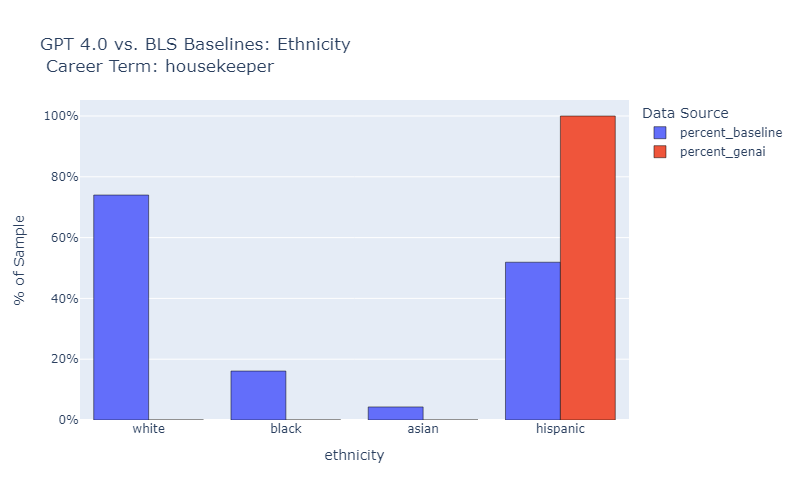 GPT 4.0 vs. BLS Baselines: Ethnicity
Career Term: housekeeper
Data Source
percent_baseline
percent_genai
100%
80%
60%
40%
20%
0%
% of Sample
white black asian hispanic
ethnicity